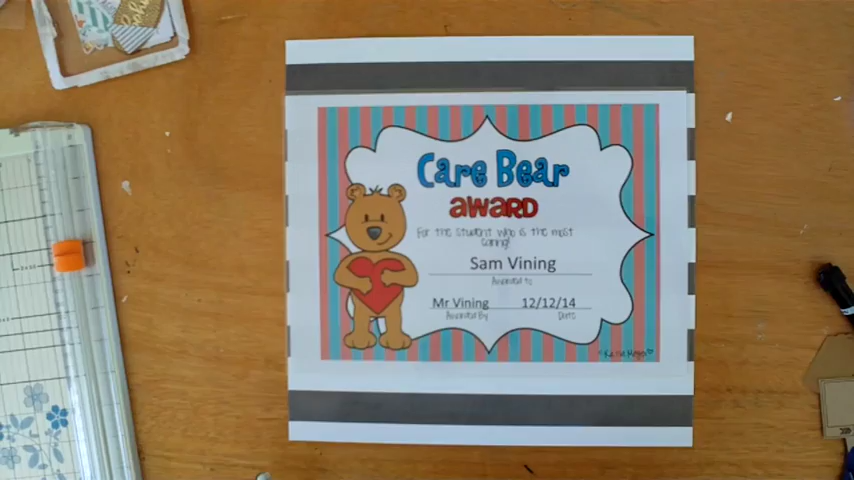 Care Bear
AWARD
For the student who is the most
caring!
Sam Vining
Awarded to
Mr Vining 12/12/14
Awarded By Date